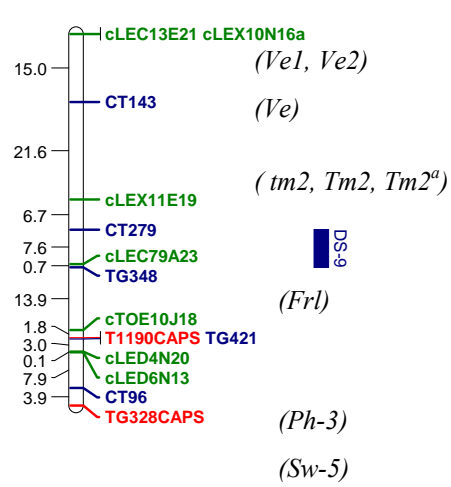 cLEC13E21 cLEX10N16a
(Ve1, Ve2)
15.0
CT143
(Ve)
21.6
( tm2, Tm2, Tm2ª)
cLEX11E19
6.7
CT279
DS-9
7.6
cLEC79A23
0.7
TG348
13.9
(Frl)
cTOE10J18
1.8
T1190CAPS TG421
3.0
cLED4N20
0.1
cLED6N13
7.9
CT96
3.9
TG328CAPS
(Ph-3)
(Sw-5)